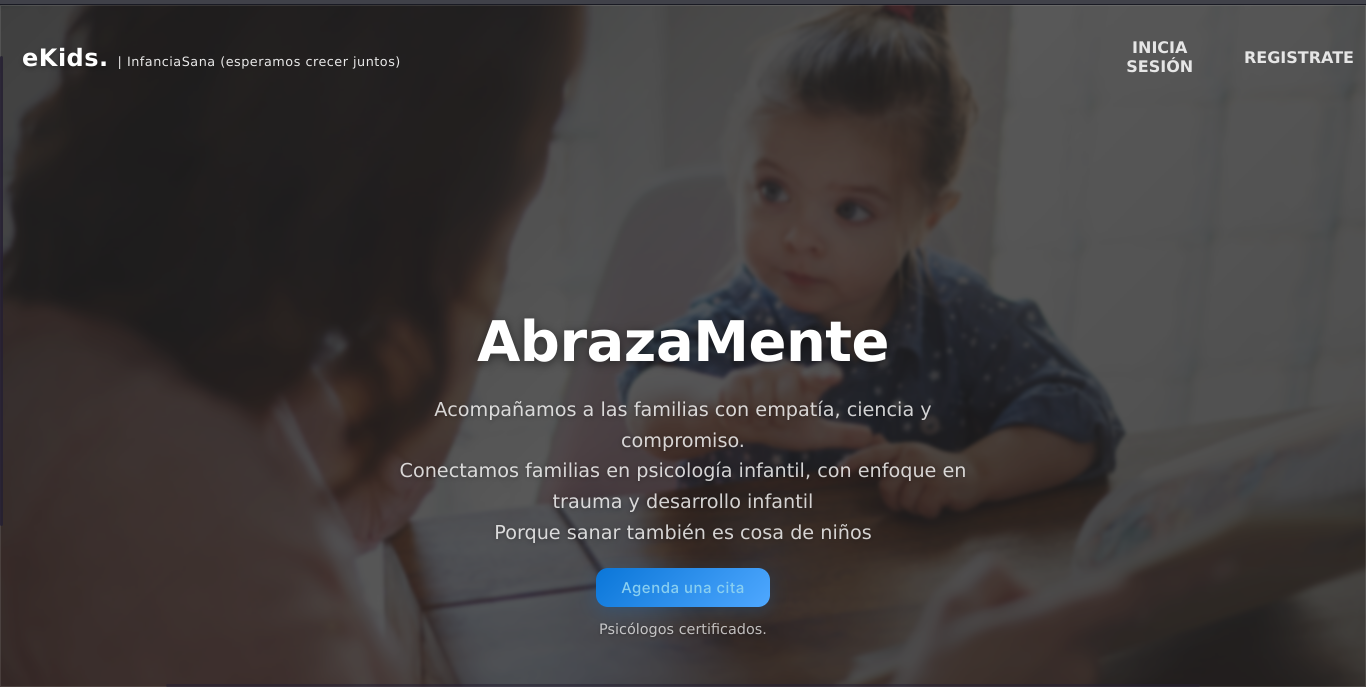 eKids. | InfanciaSana (esperamos crecer juntos)
INICIA
SESIÓN
REGISTRATE
AbrazaMente
Acompañamos a las familias con empatía, ciencia y
compromiso.
Conectamos familias en psicología infantil, con enfoque en
trauma y desarrollo infantil
Porque sanar también es cosa de niños
Agenda una cita
Psicólogos certificados.